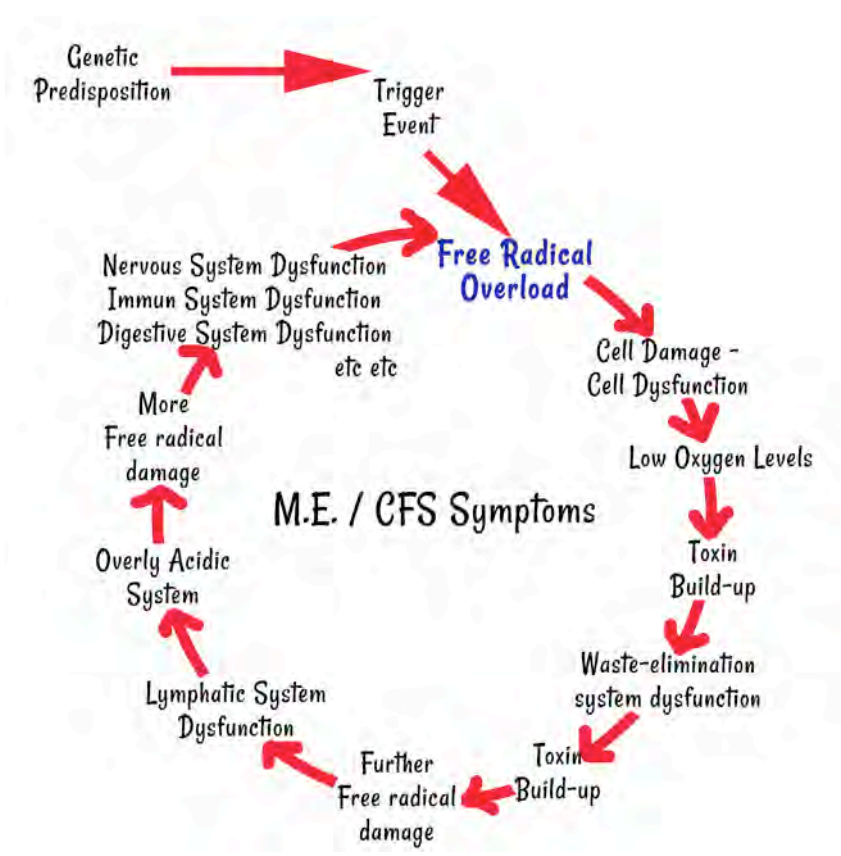 Genetic
Predisposition
Trigger
Event
Free Radical
Overload
Cell Damage -
Cell Dysfunction
Low Oxygen Levels
Toxin
Build-up
Waste-elimination
system dysfunction
Toxin
Build-up
Further
Free radical
damage
Lymphatic System
Dysfunction
Overly Acidic
System
More
Free radical
damage
Nervous System Dysfunction
Immun System Dysfunction
Digestive System Dysfunction
etc etc
M.E. / CFS Symptoms